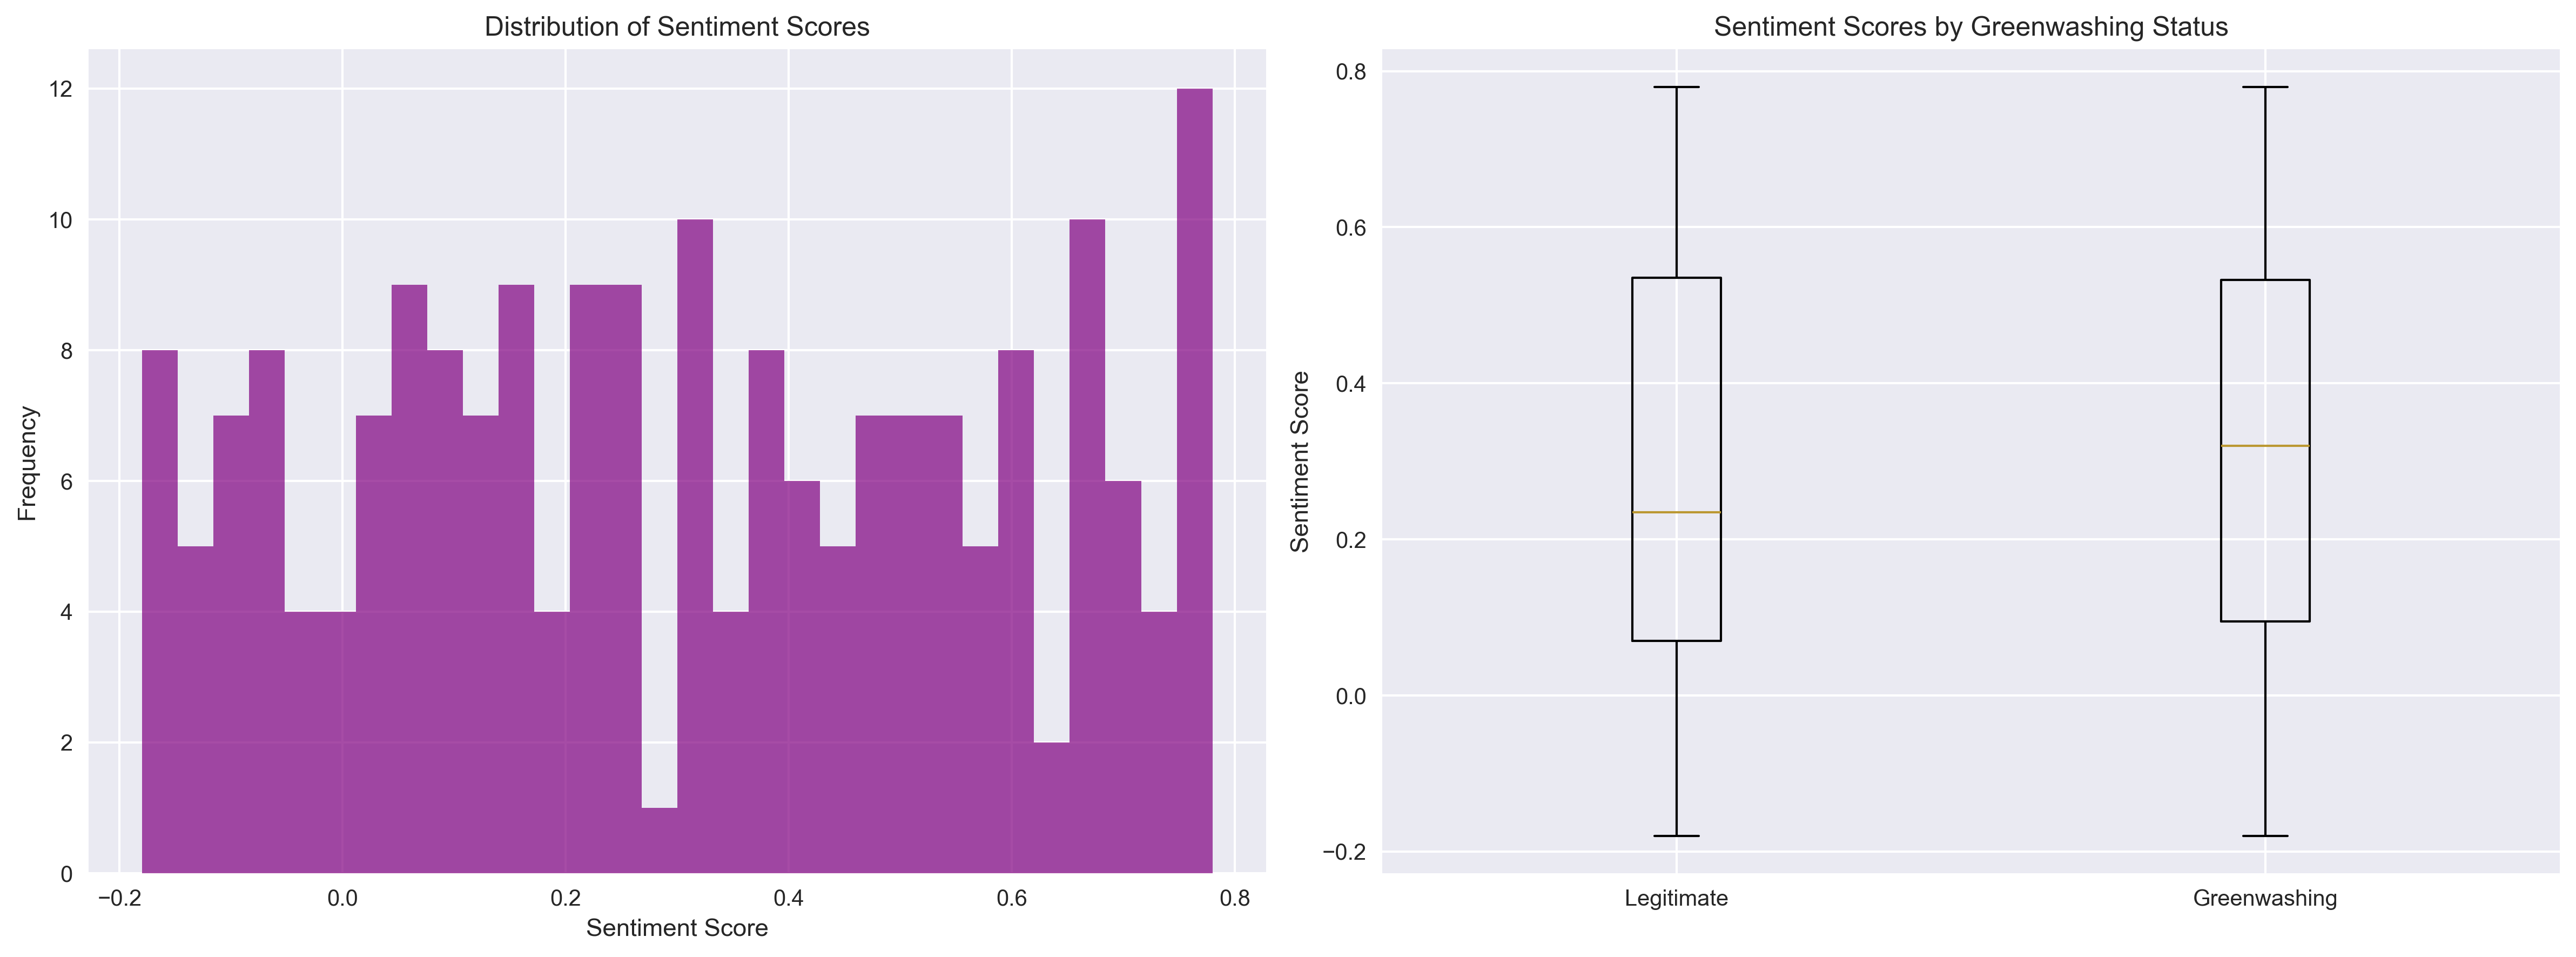 Distribution of Sentiment Scores
12
10
8
6
4
2
0
Frequency
−0.2
0.0
0.2
0.4
0.6
0.8
Sentiment Score
Sentiment Scores by Greenwashing Status
0.8
0.6
0.4
0.2
0.0
−0.2
Sentiment Score
Legitimate
Greenwashing